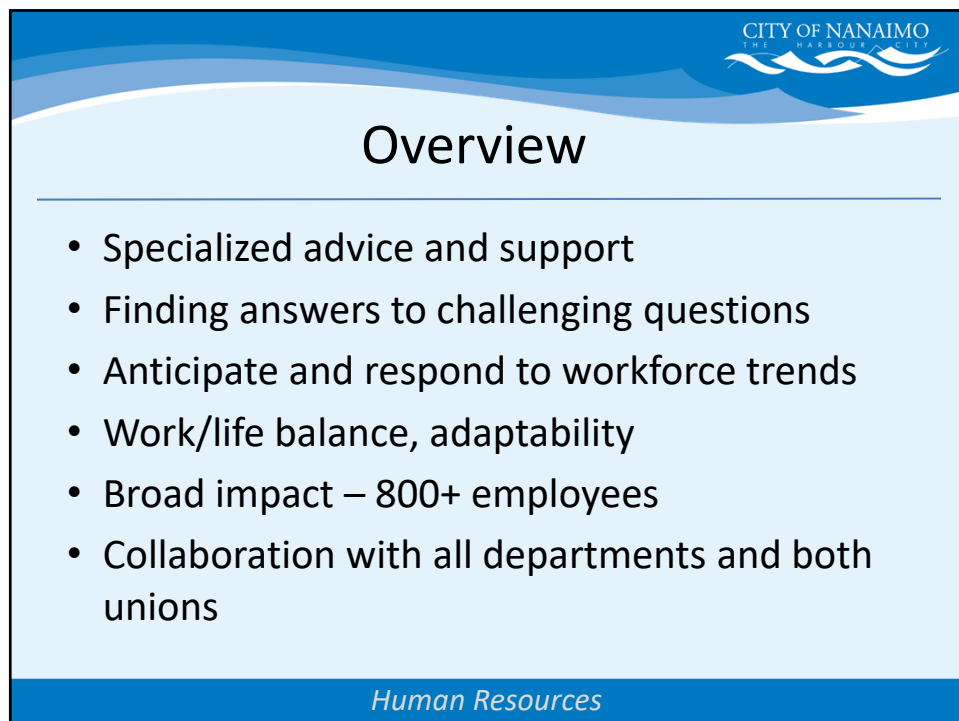 CITY OF NANAIMO
THE HARBOUR CITY
Overview
• Specialized advice and support
• Finding answers to challenging questions
• Anticipate and respond to workforce trends
• Work/life balance, adaptability
• Broad impact – 800+ employees
• Collaboration with all departments and both
unions
Human Resources